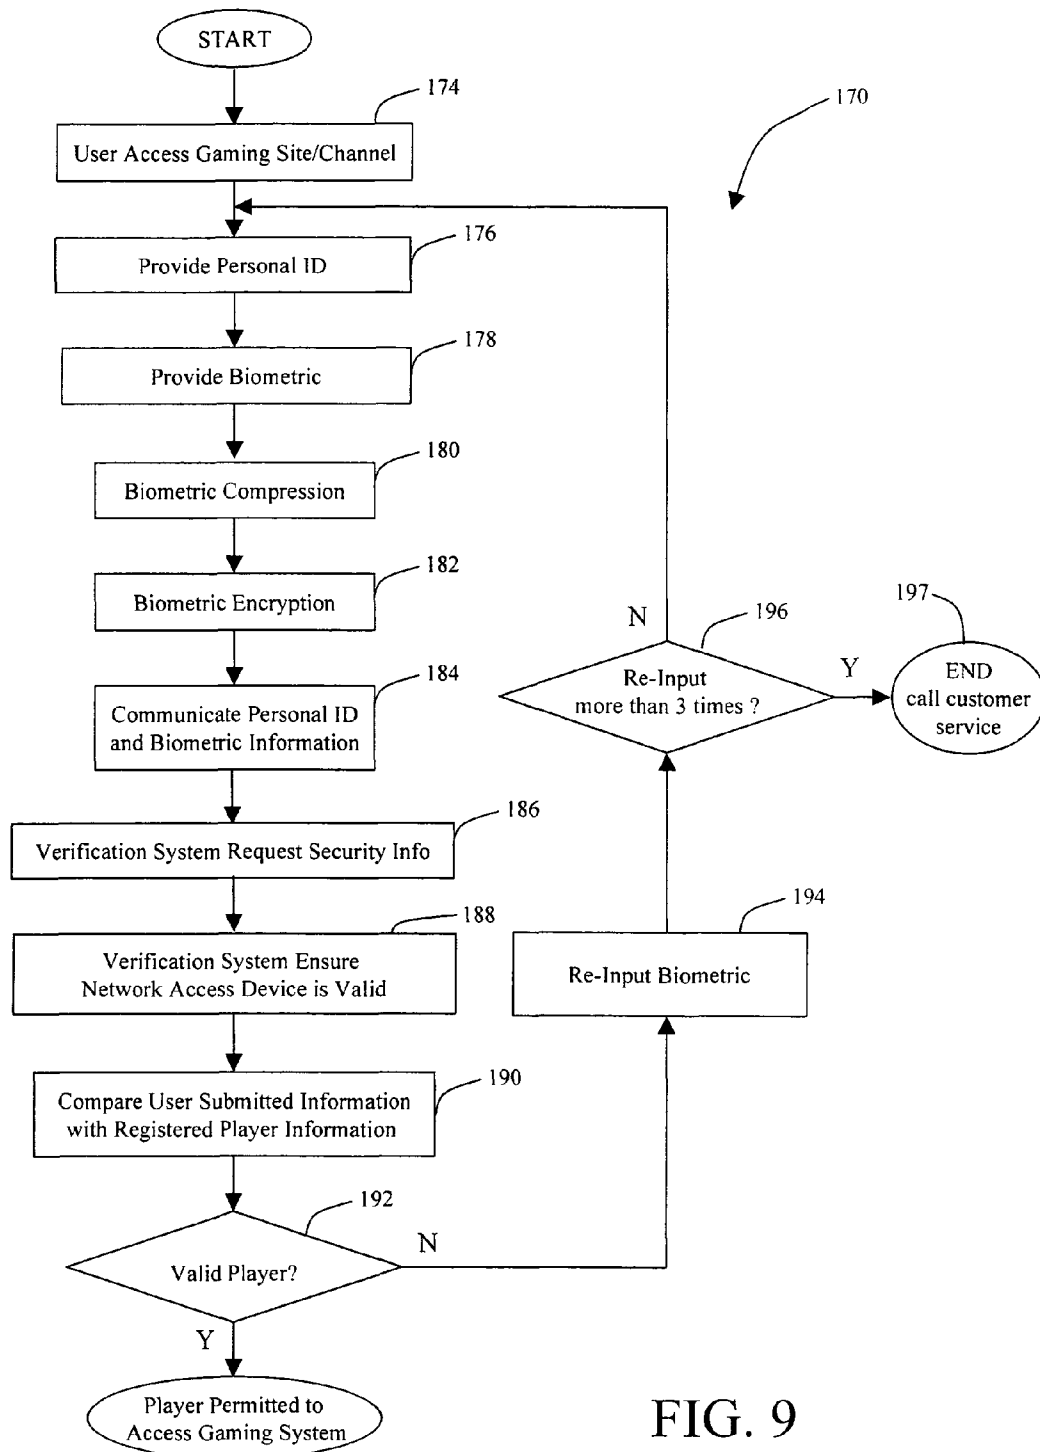 START
174
170
User Access Gaming Site/Channel
176
Provide Personal ID
178
Provide Biometric
180
Biometric Compression
182
Biometric Encryption
184
Communicate Personal ID
and Biometric Information
186
Verification System Request Security Info
188
Verification System Ensure
Network Access Device is Valid
190
Compare User Submitted Information
with Registered Player Information
192
Valid Player?
N
Y
Player Permitted to
Access Gaming System
194
Re-Input Biometric
196
Re-Input
more than 3 times ?
N
Y
197
END
call customer
service
FIG. 9